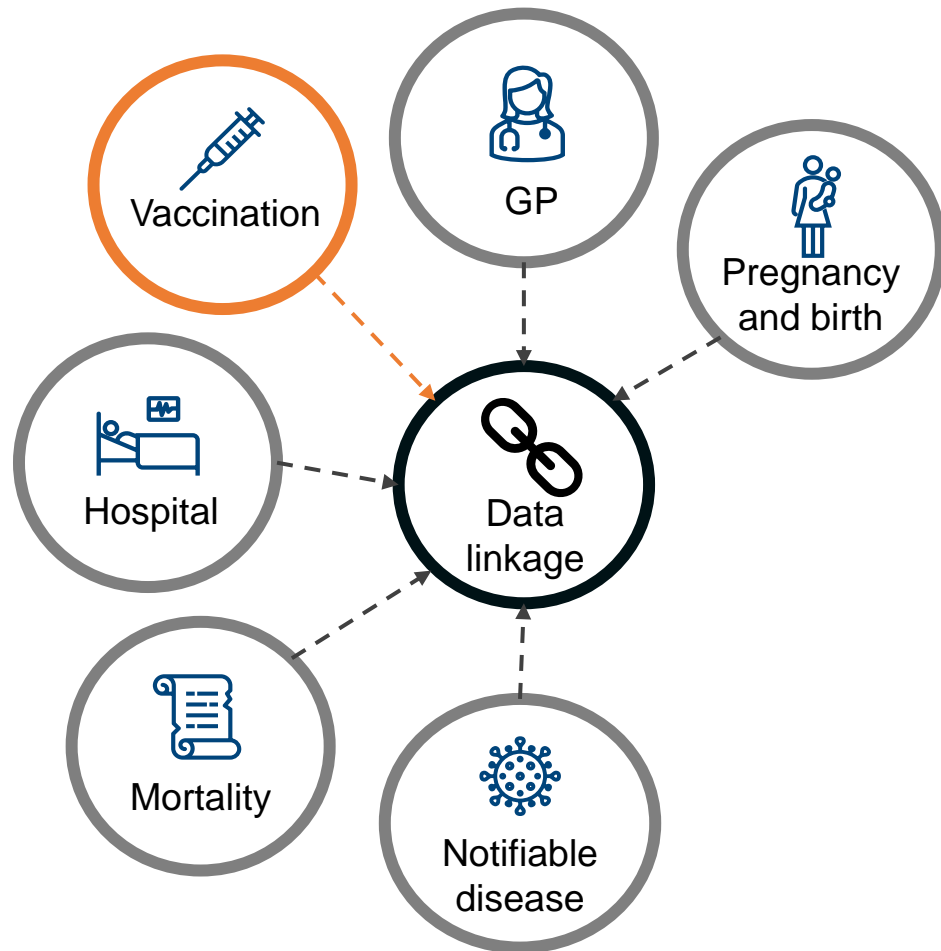 Vaccination
GP
Pregnancy
and birth
Hospital
Data
linkage
Mortality
Notifiable
disease